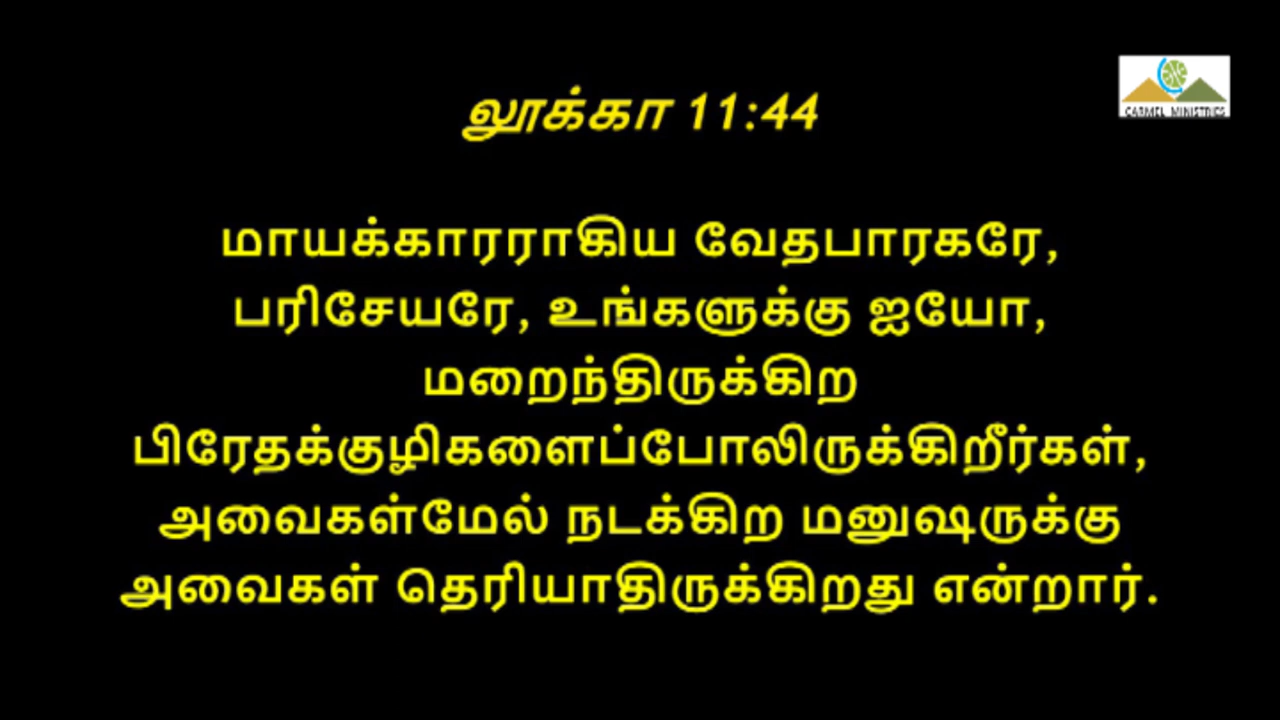 லூக்கா 11:44
CARMEL MINISTRIES
மாயக்காரராகிய வேதபாரகரே,
பரிசேயரே, உங்களுக்கு ஐயோ,
மறைந்திருக்கிற
பிரேதக்குழிகளைப்போலிருக்கிறீர்கள்,
அவைகள்மேல் நடக்கிற மனுஷருக்கு
அவைகள் தெரியாதிருக்கிறது என்றார்.